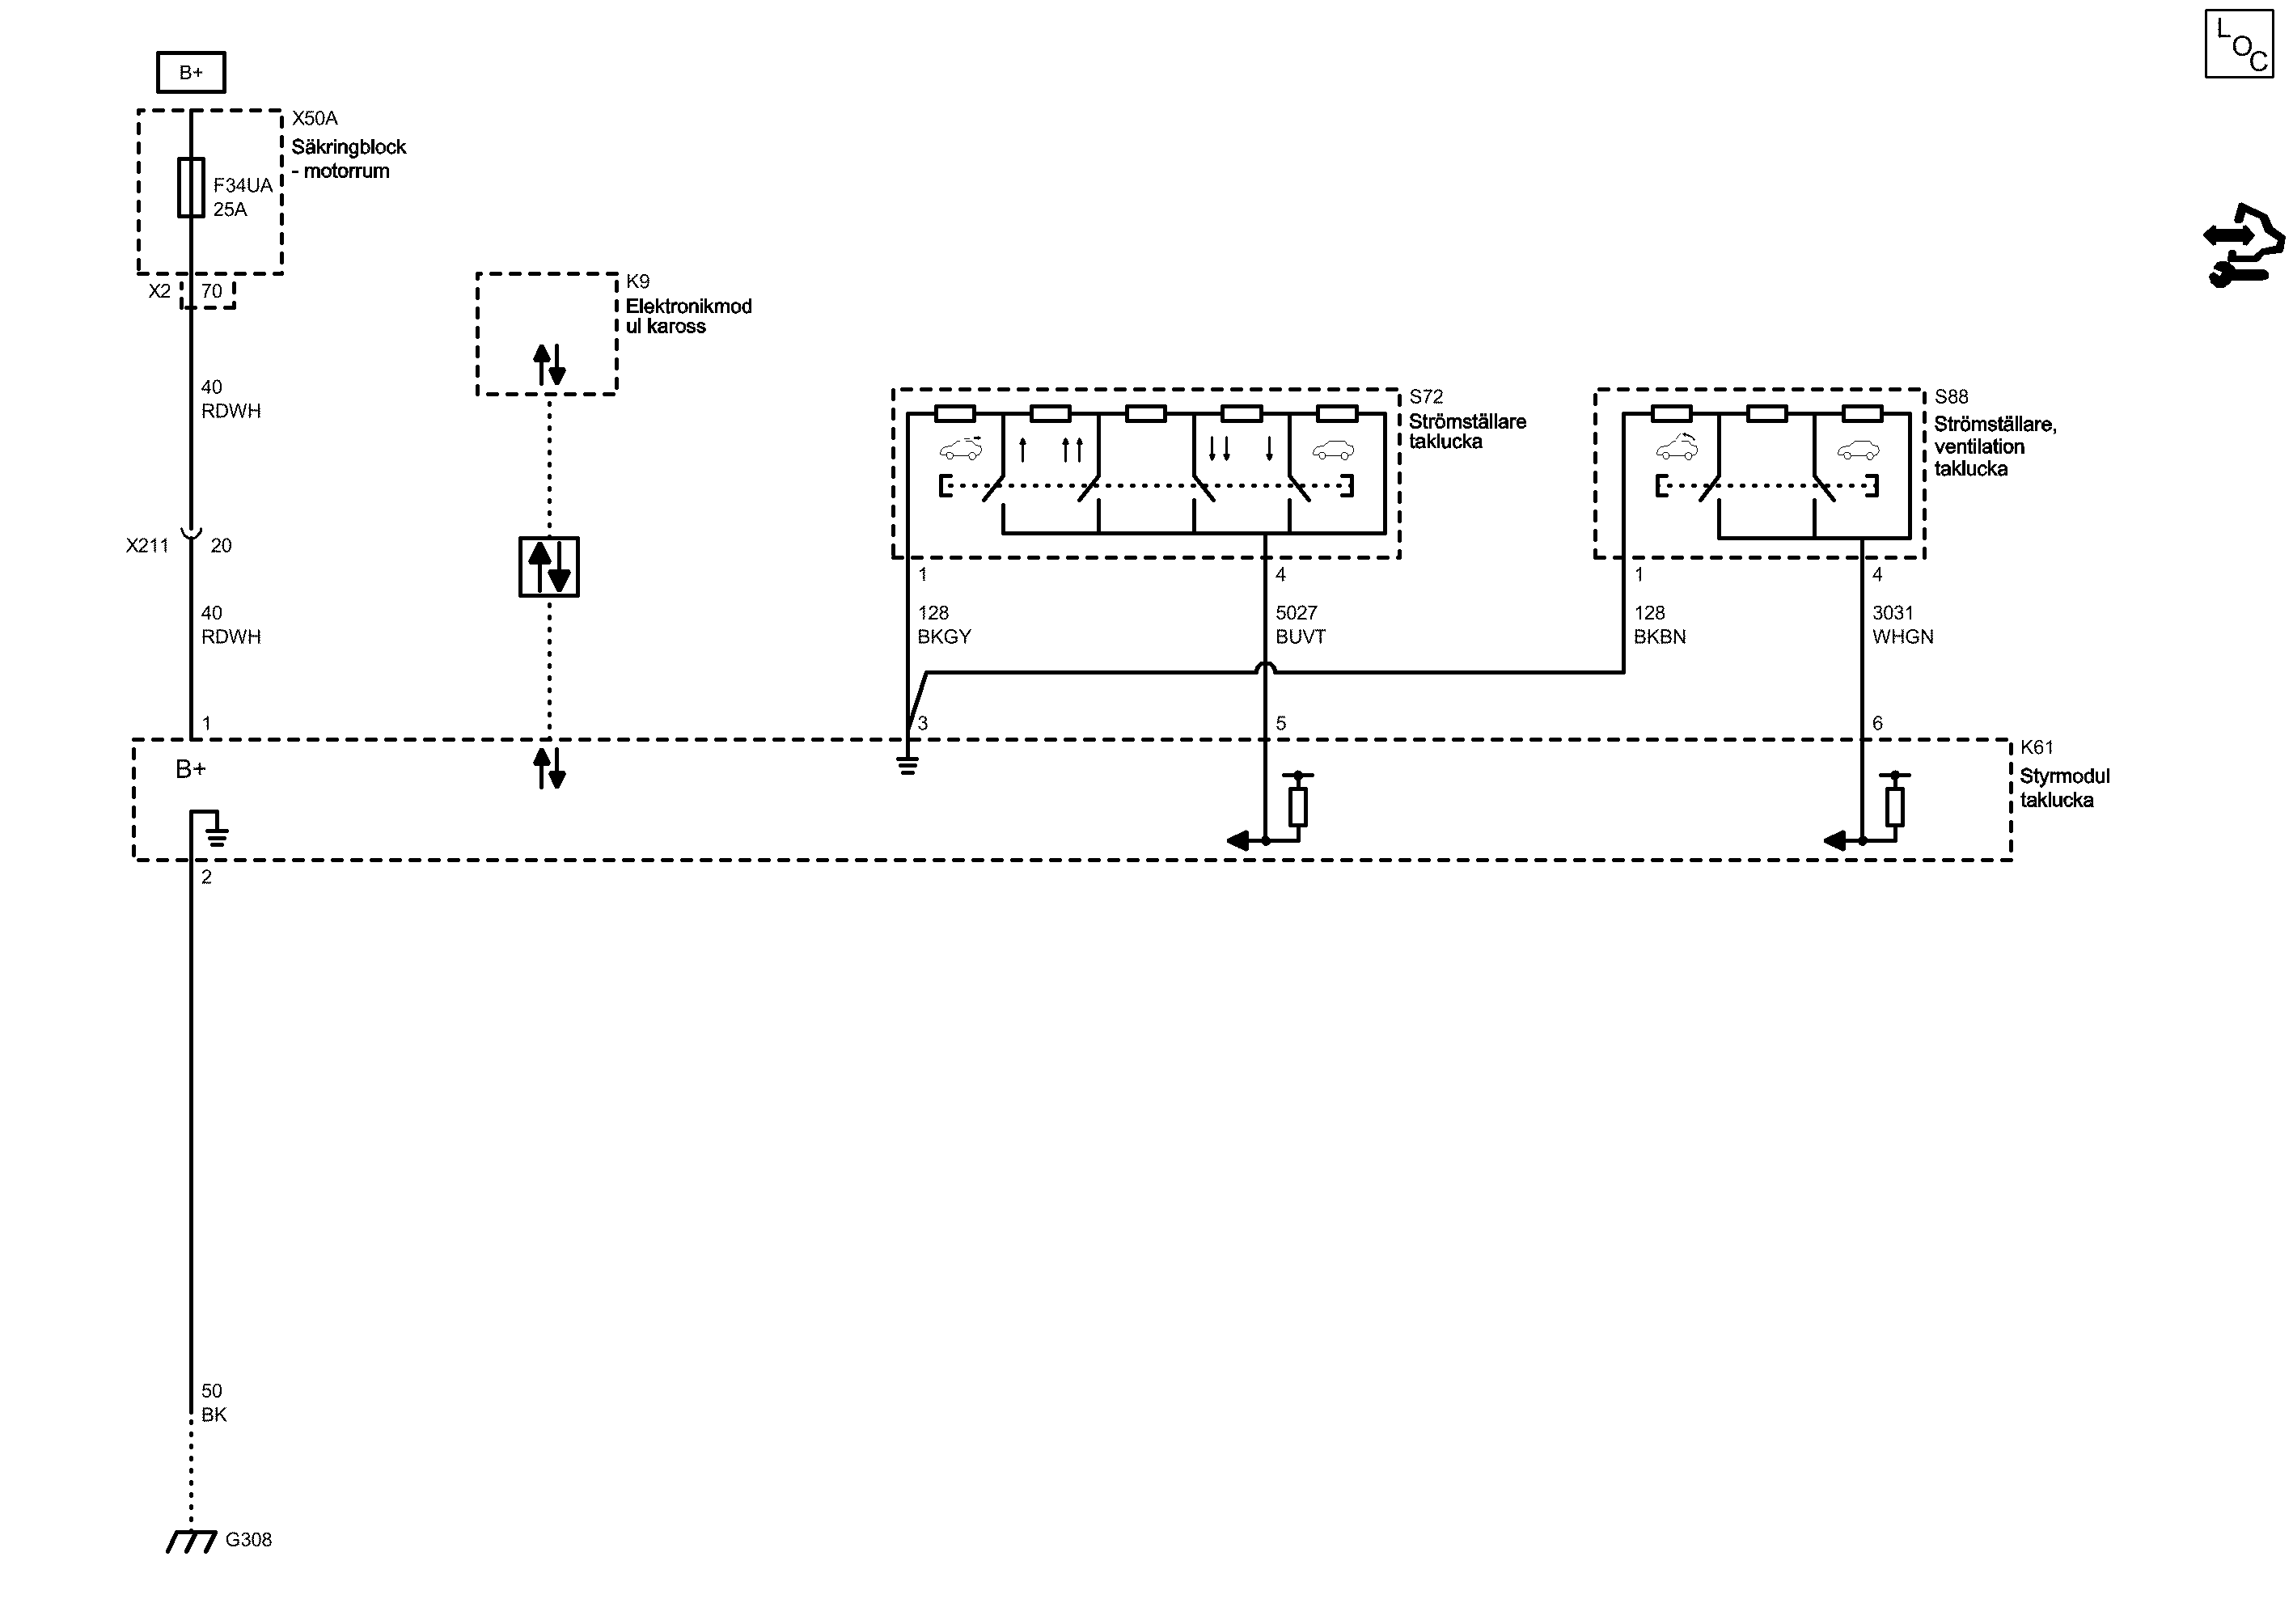 LOC
B+
X50A
Säkringblock
- motorrum
F34UA
25A
X2
70
K9
Elektronikmod
ul kaross
40
RDWH
S72
Strömställare
taklucka
S88
Strömställare,
ventilation
taklucka
X211
20
40
RDWH
1
128
BKGY
4
5027
BUVT
1
128
BKBN
4
3031
WHGN
1
3
5
6
K61
Styrmodul
taklucka
B+
2
50
BK
G308